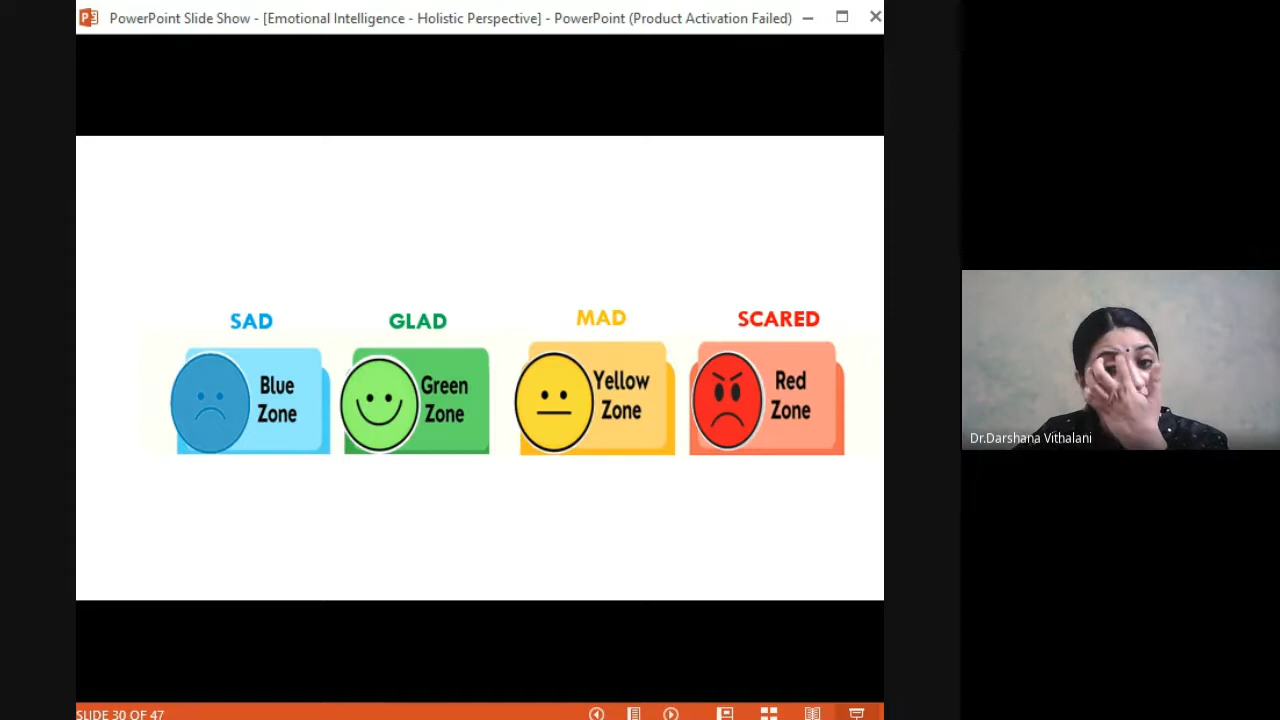 PowerPoint Slide Show - [Emotional Intelligence - Holistic Perspective] - PowerPoint (Product Activation Failed)
SAD
GLAD
MAD
SCARED
Blue
Zone
Green
Zone
Yellow
Zone
Red
Zone
Dr.Darshana Vithalani
SLIDE 30 OF 47